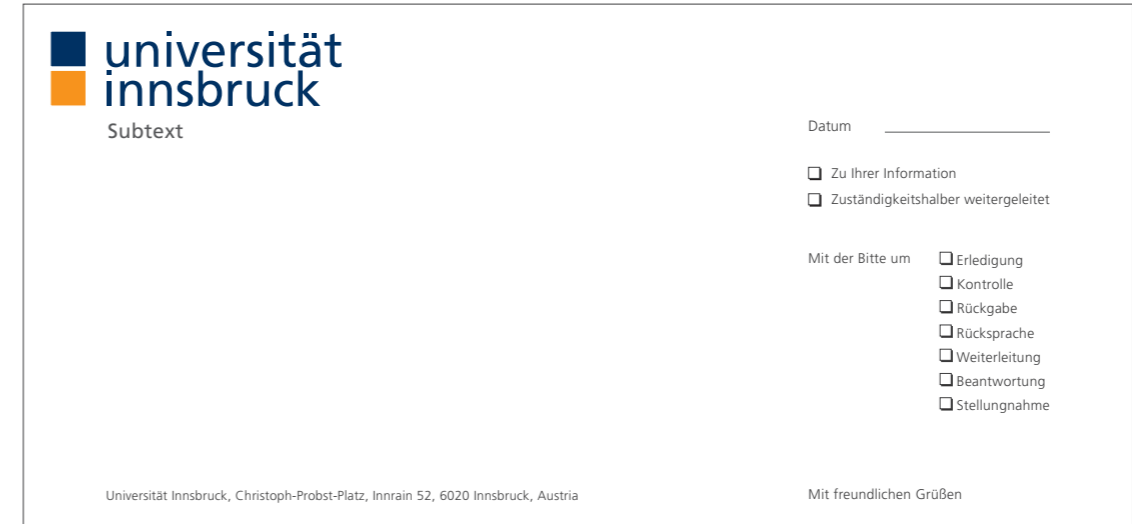 universität
innsbruck
Subtext
Datum
Zu Ihrer Information
Zuständigkeitshalber weitergeleitet
Mit der Bitte um
Erledigung
Kontrolle
Rückgabe
Rücksprache
Weiterleitung
Beantwortung
Stellungnahme
Universität Innsbruck, Christoph-Probst-Platz, Innrain 52, 6020 Innsbruck, Austria
Mit freundlichen Grüßen